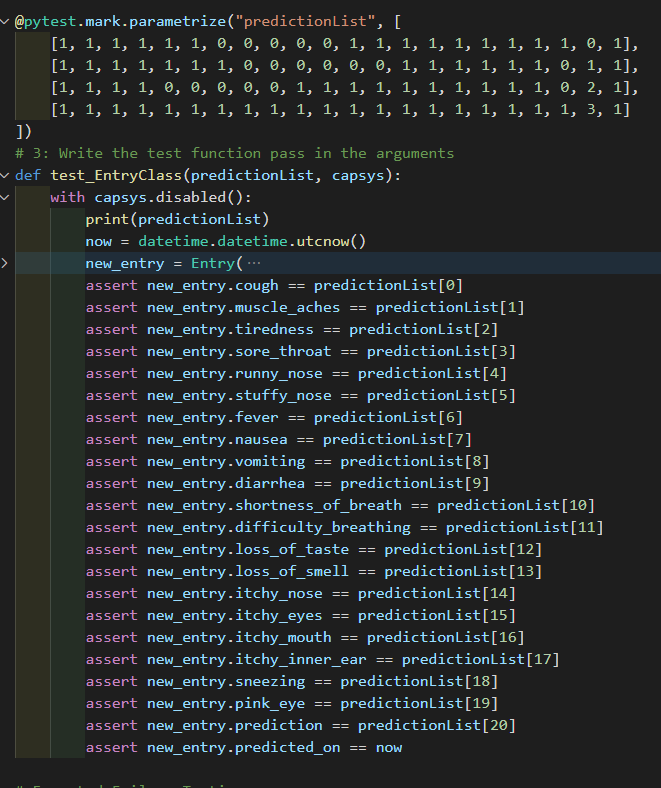 @pytest.mark.parametrize("predictionList", [
[1, 1, 1, 1, 1, 1, 0, 0, 0, 0, 0, 1, 1, 1, 1, 1, 1, 1, 1, 1, 0, 1],
[1, 1, 1, 1, 1, 1, 1, 0, 0, 0, 0, 0, 0, 1, 1, 1, 1, 1, 1, 0, 1, 1],
[1, 1, 1, 1, 0, 0, 0, 0, 0, 1, 1, 1, 1, 1, 1, 1, 1, 1, 1, 0, 2, 1],
[1, 1, 1, 1, 1, 1, 1, 1, 1, 1, 1, 1, 1, 1, 1, 1, 1, 1, 1, 1, 3, 1]
])
# 3: Write the test function pass in the arguments
def test_EntryClass(predictionList, capsys):
with capsys.disabled():
print(predictionList)
now = datetime.datetime.utcnow()
new_entry = Entry( ···
assert new_entry.cough == predictionList[0]
assert new_entry.muscle_aches == predictionList[1]
assert new_entry.tiredness == predictionList[2]
assert new_entry.sore_throat == predictionList[3]
assert new_entry.runny_nose == predictionList[4]
assert new_entry.stuffy_nose == predictionList[5]
assert new_entry.fever == predictionList[6]
assert new_entry.nausea == predictionList[7]
assert new_entry.vomiting == predictionList[8]
assert new_entry.diarrhea == predictionList[9]
assert new_entry.shortness_of_breath == predictionList[10]
assert new_entry.difficulty_breathing == predictionList[11]
assert new_entry.loss_of_taste == predictionList[12]
assert new_entry.loss_of_smell == predictionList[13]
assert new_entry.itchy_nose == predictionList[14]
assert new_entry.itchy_eyes == predictionList[15]
assert new_entry.itchy_mouth == predictionList[16]
assert new_entry.itchy_inner_ear == predictionList[17]
assert new_entry.sneezing == predictionList[18]
assert new_entry.pink_eye == predictionList[19]
assert new_entry.prediction == predictionList[20]
assert new_entry.predicted_on == now